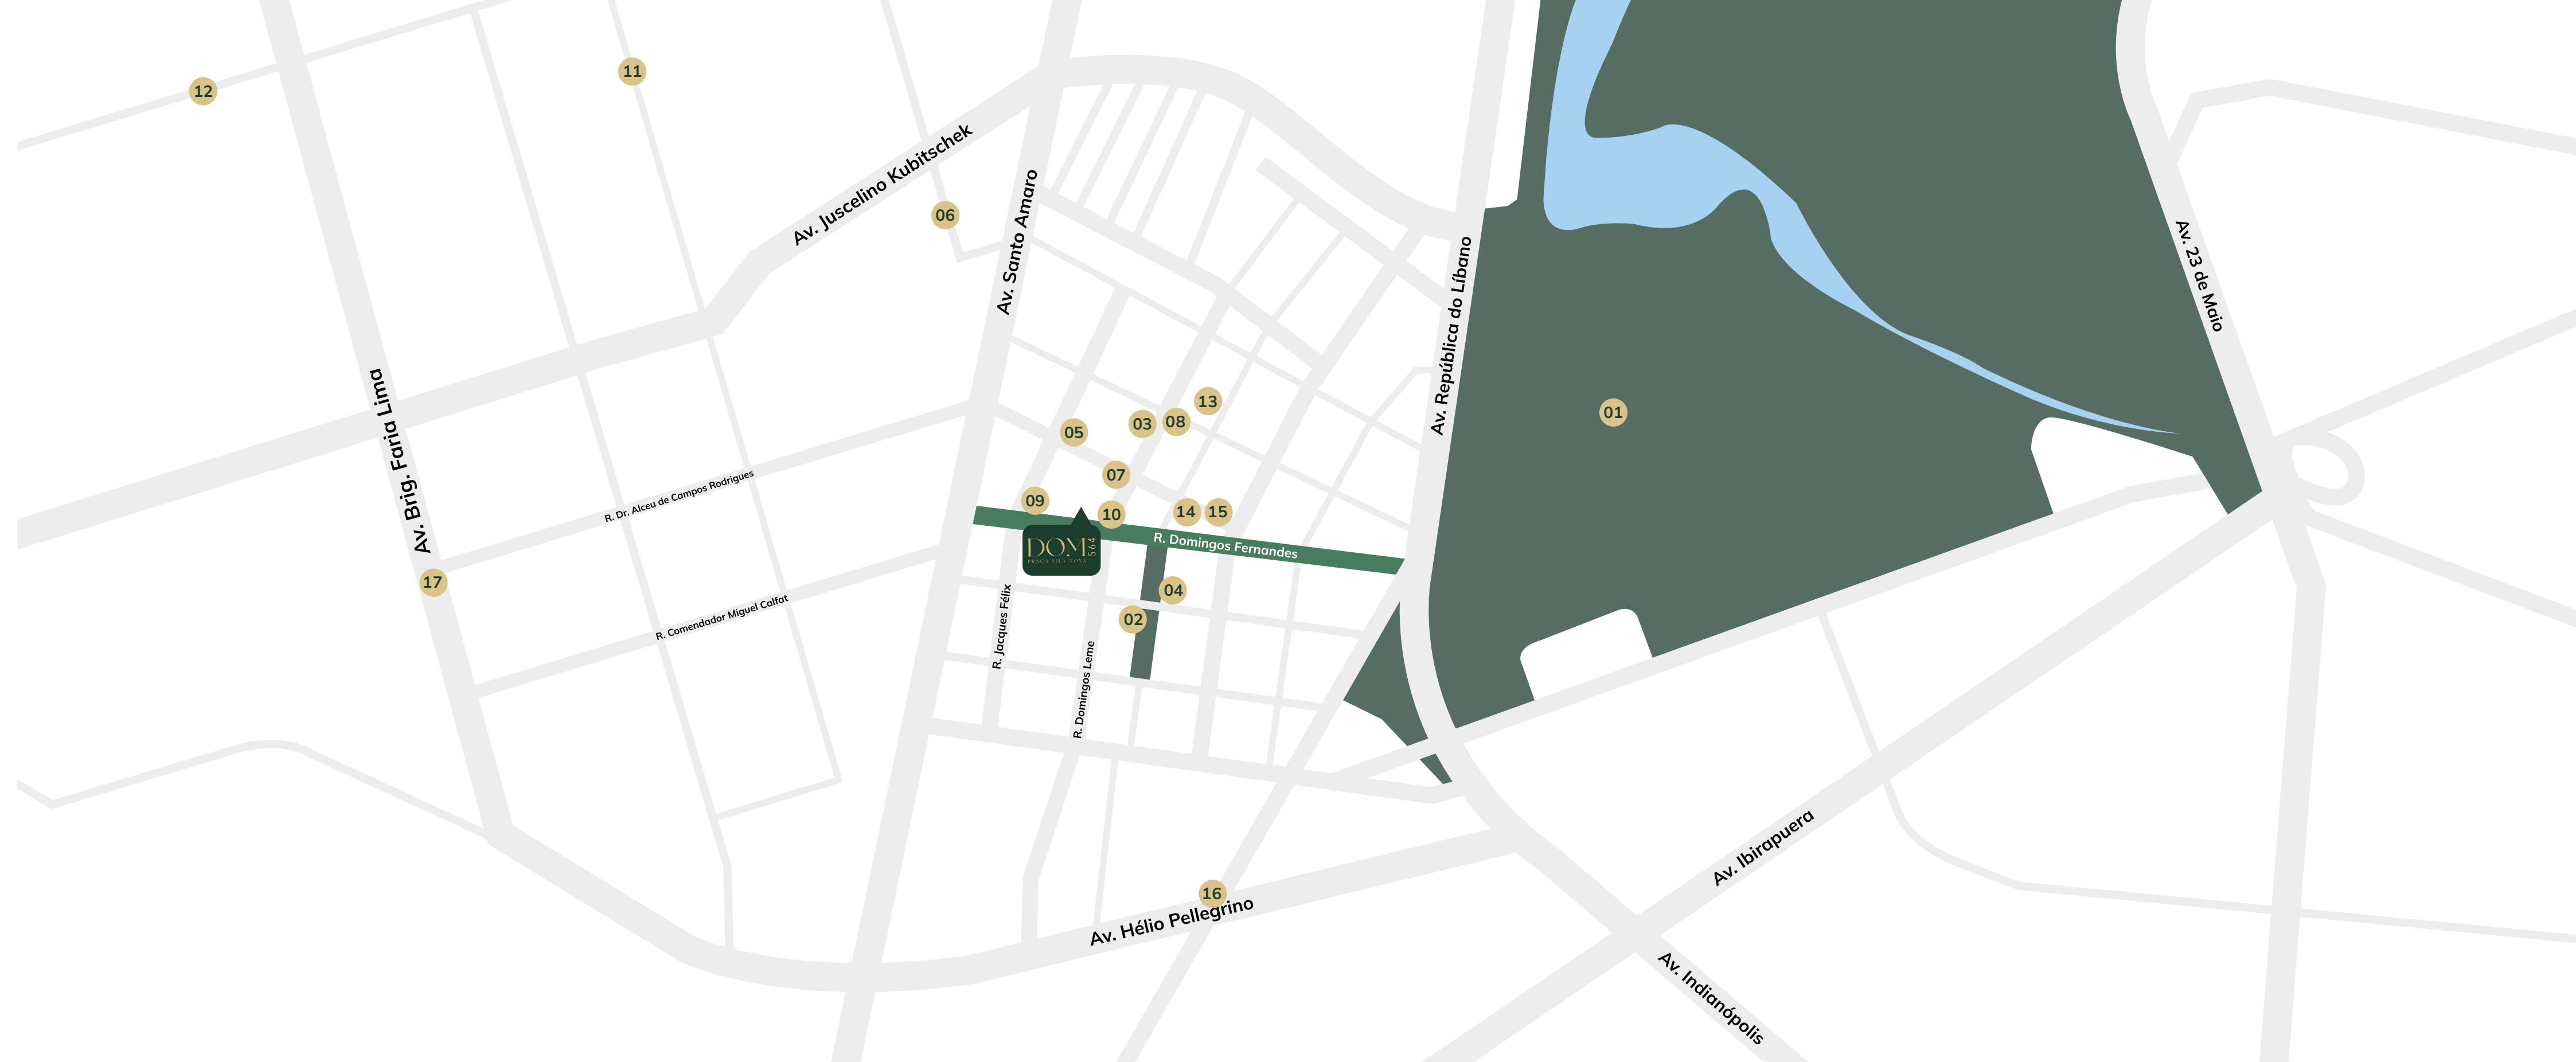 12
11
Av. Juscelino Kubitschek
06
Av. Santo Amaro
Av. República do Líbano
Av. 23 de Maio
Av. Brig. Faria Lima
R. Dr. Alceu de Campos Rodrigues
13
03
08
05
01
07
09
10
14
15
R. Domingos Fernandes
DOM
564
PRAÇA VILA NOVA
17
R. Comendador Miguel Calfat
R. Jacques Félix
04
02
R. Domingos Leme
16
Av. Hélio Pellegrino
Av. Ibirapuera
Av. Indianópolis